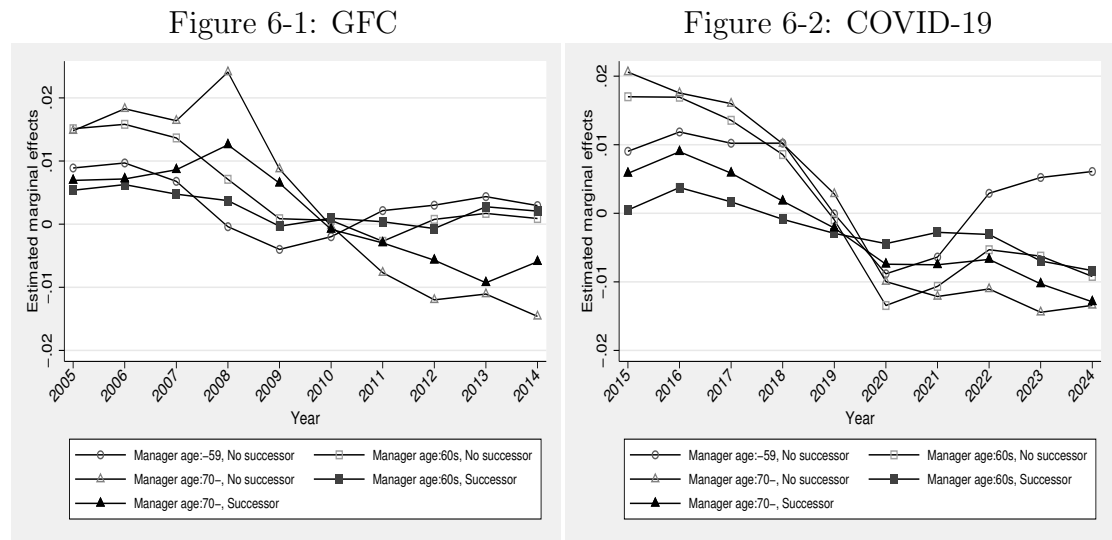 Figure 6-1: GFC
Estimated marginal effects
.02
.01
0
−.01
−.02
2005
2006
2007
2008
2009
2010
2011
2012
2013
2014
Year
Manager age:−59, No successor
Manager age:60s, No successor
Manager age:70−, No successor
Manager age:60s, Successor
Manager age:70−, Successor
Figure 6-2: COVID-19
Estimated marginal effects
.02
.01
0
−.01
−.02
2015
2016
2017
2018
2019
2020
2021
2022
2023
2024
Year
Manager age:−59, No successor
Manager age:60s, No successor
Manager age:70−, No successor
Manager age:60s, Successor
Manager age:70−, Successor